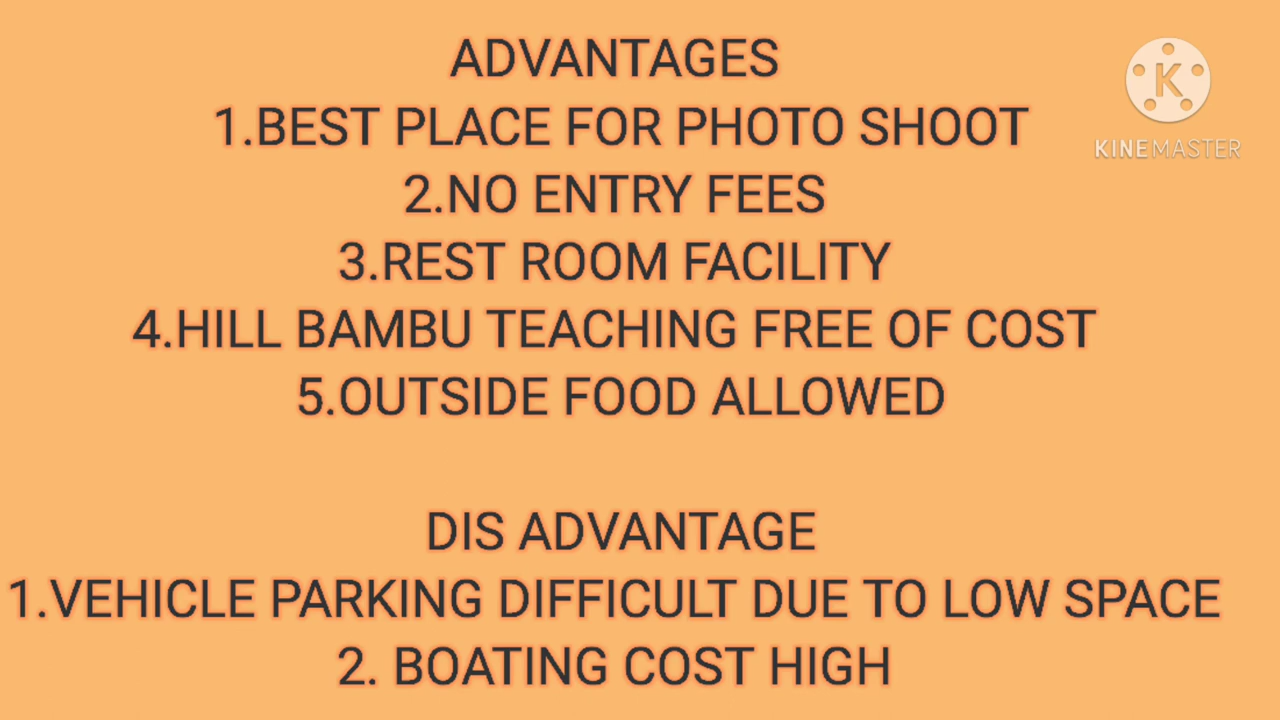 ADVANTAGES
1.BEST PLACE FOR PHOTO SHOOT
2.NO ENTRY FEES
3.REST ROOM FACILITY
4.HILL BAMBU TEACHING FREE OF COST
5.OUTSIDE FOOD ALLOWED
DIS ADVANTAGE
1.VEHICLE PARKING DIFFICULT DUE TO LOW SPACE
2. BOATING COST HIGH
K
KINEMASTER